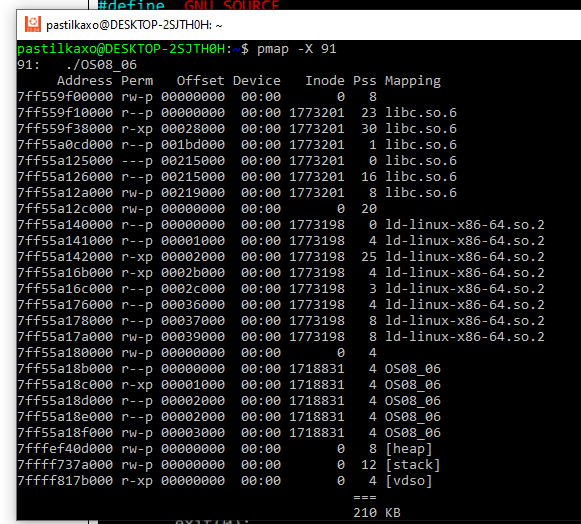 #define _GNU_SOURCE
pastilkaxo@DESKTOP-2SJTH0H: ~
pastilkaxo@DESKTOP-2SJTH0H:~$ pmap -X 91
91:   ./OS08_06
     Address Perm   Offset Device   Inode Pss Mapping
7ff559f00000 rw-p 00000000  00:00       0   8
7ff559f10000 r--p 00000000  00:00 1773201  23 libc.so.6
7ff559f38000 r-xp 00028000  00:00 1773201  30 libc.so.6
7ff55a0cd000 r--p 001bd000  00:00 1773201   1 libc.so.6
7ff55a125000 ---p 00215000  00:00 1773201   0 libc.so.6
7ff55a126000 r--p 00215000  00:00 1773201  16 libc.so.6
7ff55a12a000 rw-p 00219000  00:00 1773201   8 libc.so.6
7ff55a12c000 rw-p 00000000  00:00       0  20
7ff55a140000 r--p 00000000  00:00 1773198   0 ld-linux-x86-64.so.2
7ff55a141000 r--p 00001000  00:00 1773198   4 ld-linux-x86-64.so.2
7ff55a142000 r-xp 00002000  00:00 1773198  25 ld-linux-x86-64.so.2
7ff55a16b000 r-xp 0002b000  00:00 1773198   4 ld-linux-x86-64.so.2
7ff55a16c000 r--p 0002c000  00:00 1773198   3 ld-linux-x86-64.so.2
7ff55a176000 r--p 00036000  00:00 1773198   4 ld-linux-x86-64.so.2
7ff55a178000 r--p 00037000  00:00 1773198   8 ld-linux-x86-64.so.2
7ff55a17a000 rw-p 00039000  00:00 1773198   8 ld-linux-x86-64.so.2
7ff55a180000 rw-p 00000000  00:00       0   4
7ff55a18b000 r--p 00000000  00:00 1718831   4 OS08_06
7ff55a18c000 r-xp 00001000  00:00 1718831   4 OS08_06
7ff55a18d000 r--p 00002000  00:00 1718831   4 OS08_06
7ff55a18e000 r--p 00002000  00:00 1718831   4 OS08_06
7ff55a18f000 rw-p 00003000  00:00 1718831   4 OS08_06
7fffef40d000 rw-p 00000000  00:00       0   8 [heap]
7ffff737a000 rw-p 00000000  00:00       0  12 [stack]
7ffff817b000 r-xp 00000000  00:00       0   4 [vdso]
===
210 KB
exit(1);